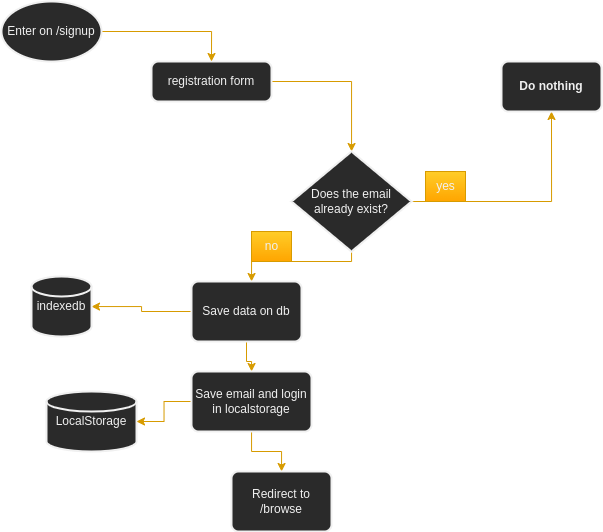 Enter on /signup
registration form
Do nothing
Does the email
already exist?
yes
no
indexedb
Save data on db
Save email and login
in localstorage
LocalStorage
Redirect to
/browse